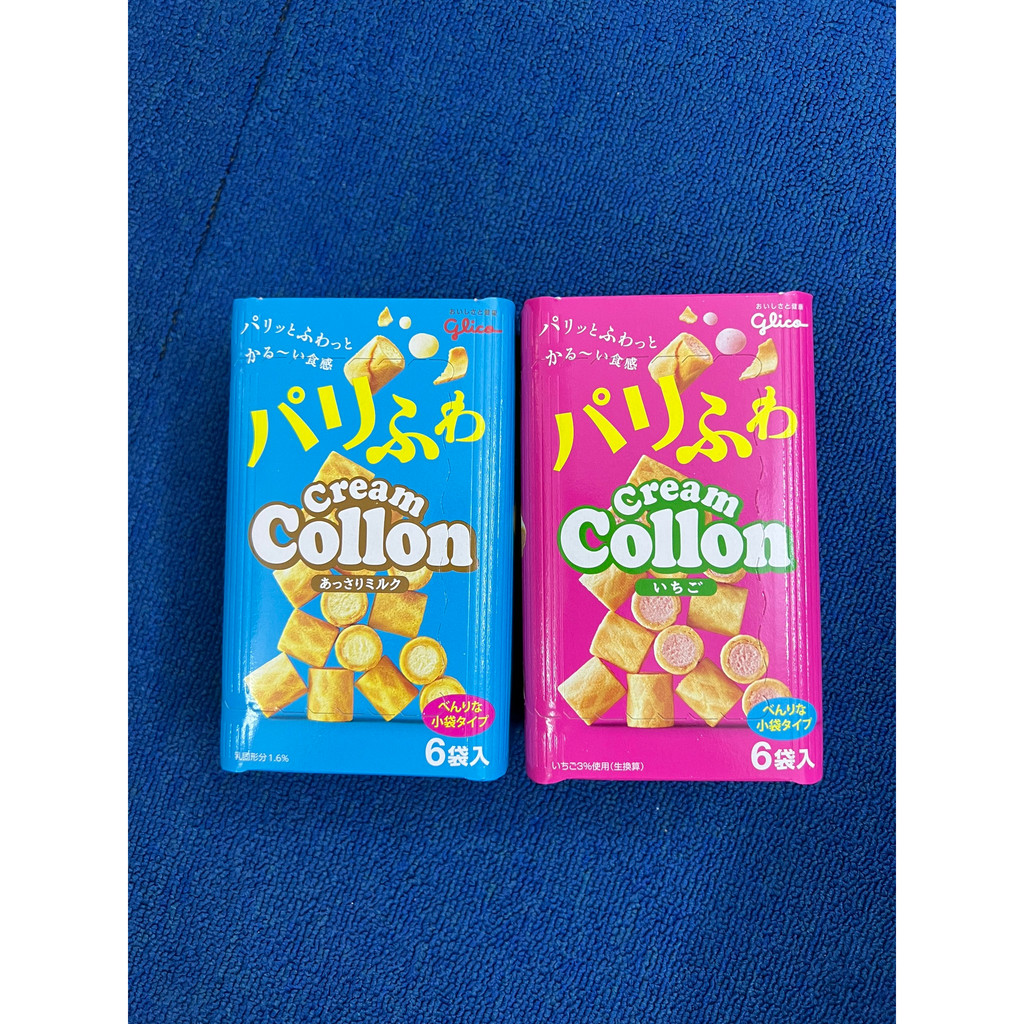 おいしさと健康
glico
パリッとふわっと
かる〜い食感
パリふわ
Cream
Collon
あっさりミルク
べんりな
小袋タイプ
乳固形分1.6%
6袋入
おいしさと健康
glico
パリッとふわっと
かる〜い食感
パリふわ
Cream
Collon
いちご
べんりな
小袋タイプ
いちご3%使用(生換算)
6袋入